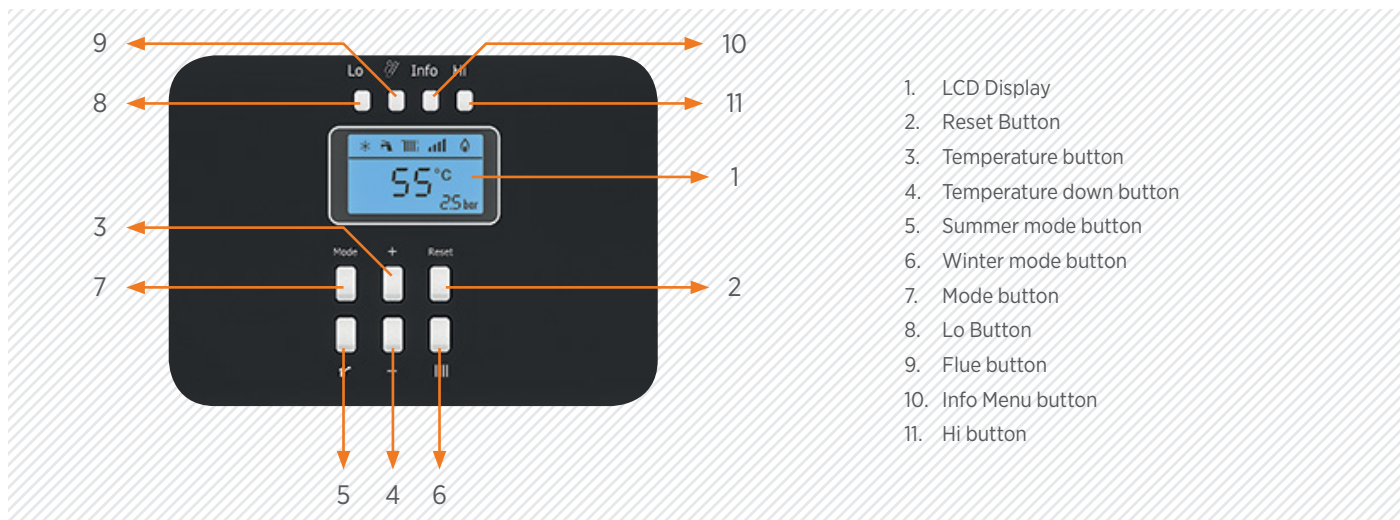 9
10
Lo Info Hi
8
11
55°C
2.5 bar
1
3
Mode + Reset
7
2
-
5 4 6
1. LCD Display
2. Reset Button
3. Temperature button
4. Temperature down button
5. Summer mode button
6. Winter mode button
7. Mode button
8. Lo Button
9. Flue button
10. Info Menu button
11. Hi button